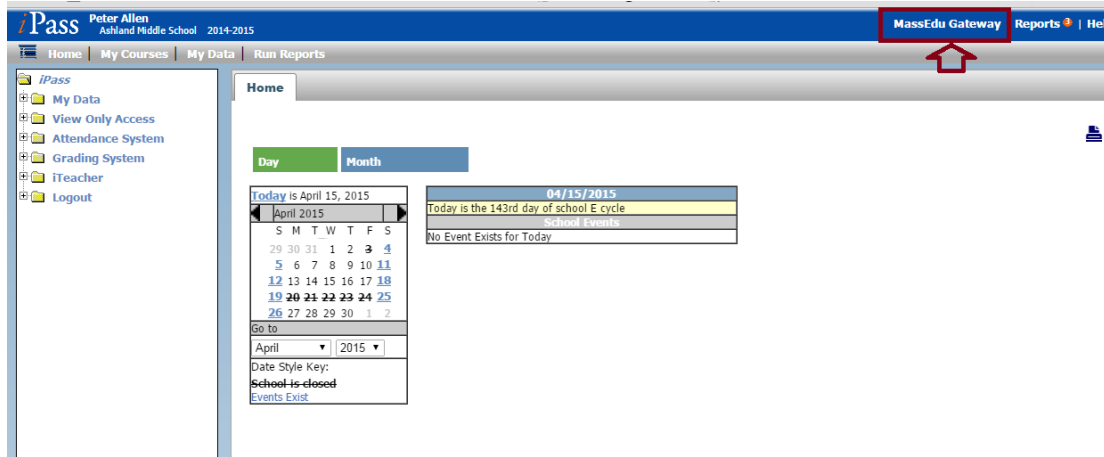 iPass Peter Allen
Ashland Middle School 2014-2015
MassEdu Gateway Reports 3 | Hel
Home | My Courses | My Data | Run Reports
iPass
My Data
View Only Access
Attendance System
Grading System
iTeacher
Logout
Home
Day Month
Today is April 15, 2015
April 2015
S M T W T F S
29 30 31 1 2 3 4
5 6 7 8 9 10 11
12 13 14 15 16 17 18
19 20 21 22 23 24 25
26 27 28 29 30 1 2
Go to
April 2015
Date Style Key:
School is closed
Events Exist
04/15/2015
Today is the 143rd day of school E cycle
School Events
No Event Exists for Today